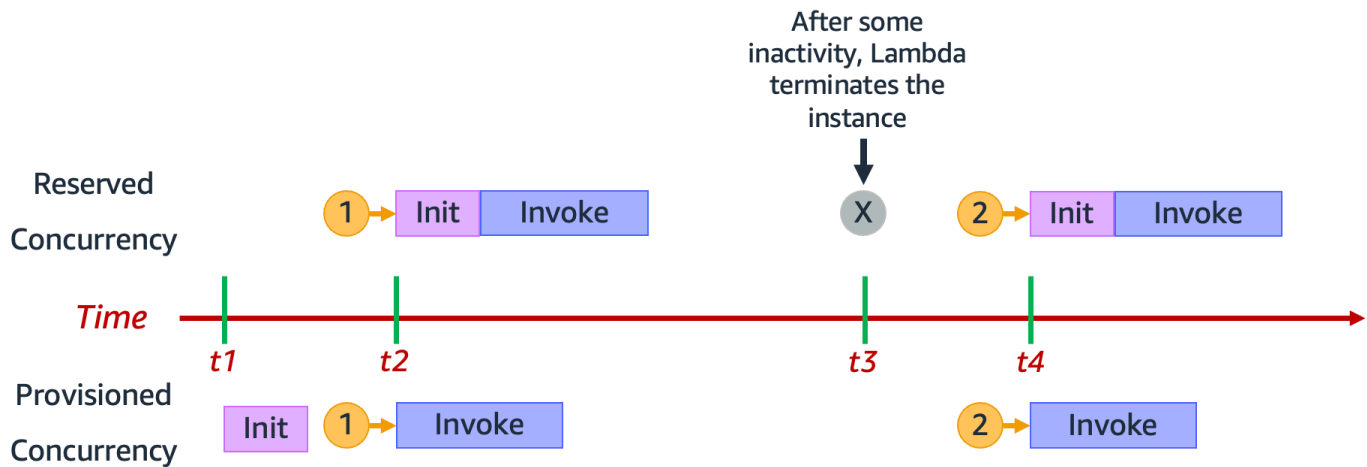 After some
inactivity, Lambda
terminates the
instance
Reserved
Concurrency
1
Init
Invoke
X
2
Init
Invoke
Time
t1
t2
t3
t4
Provisioned
Concurrency
Init
1
Invoke
2
Invoke